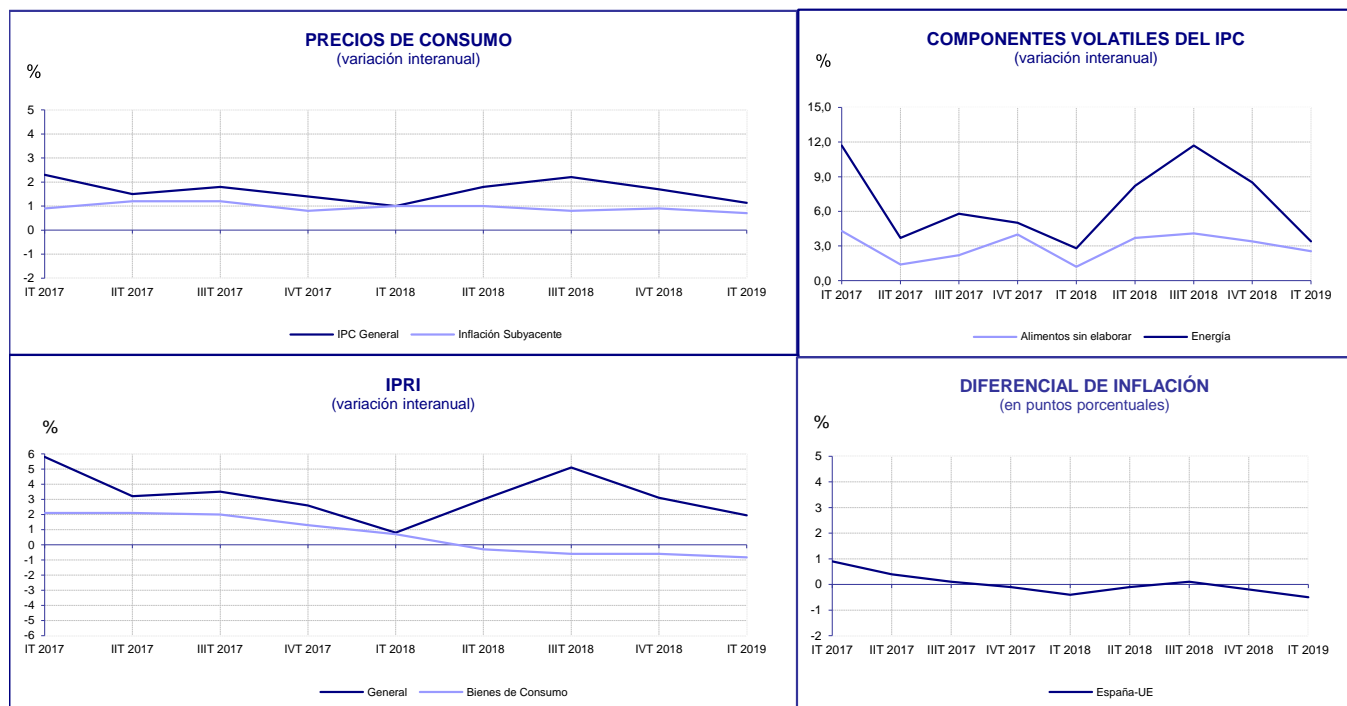 PRECIOS DE CONSUMO
(variación interanual)
%
5
4
3
2
1
0
-1
-2
IT 2017 IIT 2017 IIIT 2017 IVT 2017 IT 2018 IIT 2018 IIIT 2018 IVT 2018 IT 2019
IPC General Inflación Subyacente
COMPONENTES VOLATILES DEL IPC
(variación interanual)
%
15,0
12,0
9,0
6,0
3,0
0,0
IT 2017 IIT 2017 IIIT 2017 IVT 2017 IT 2018 IIT 2018 IIIT 2018 IVT 2018 IT 2019
Alimentos sin elaborar Energía
IPRI
(variación interanual)
%
6
5
4
3
2
1
0
-1
-2
-3
-4
-5
-6
IT 2017 IIT 2017 IIIT 2017 IVT 2017 IT 2018 IIT 2018 IIIT 2018 IVT 2018 IT 2019
General Bienes de Consumo
DIFERENCIAL DE INFLACIÓN
(en puntos porcentuales)
%
5
4
3
2
1
0
-1
-2
IT 2017 IIT 2017 IIIT 2017 IVT 2017 IT 2018 IIT 2018 IIIT 2018 IVT 2018 IT 2019
España-UE